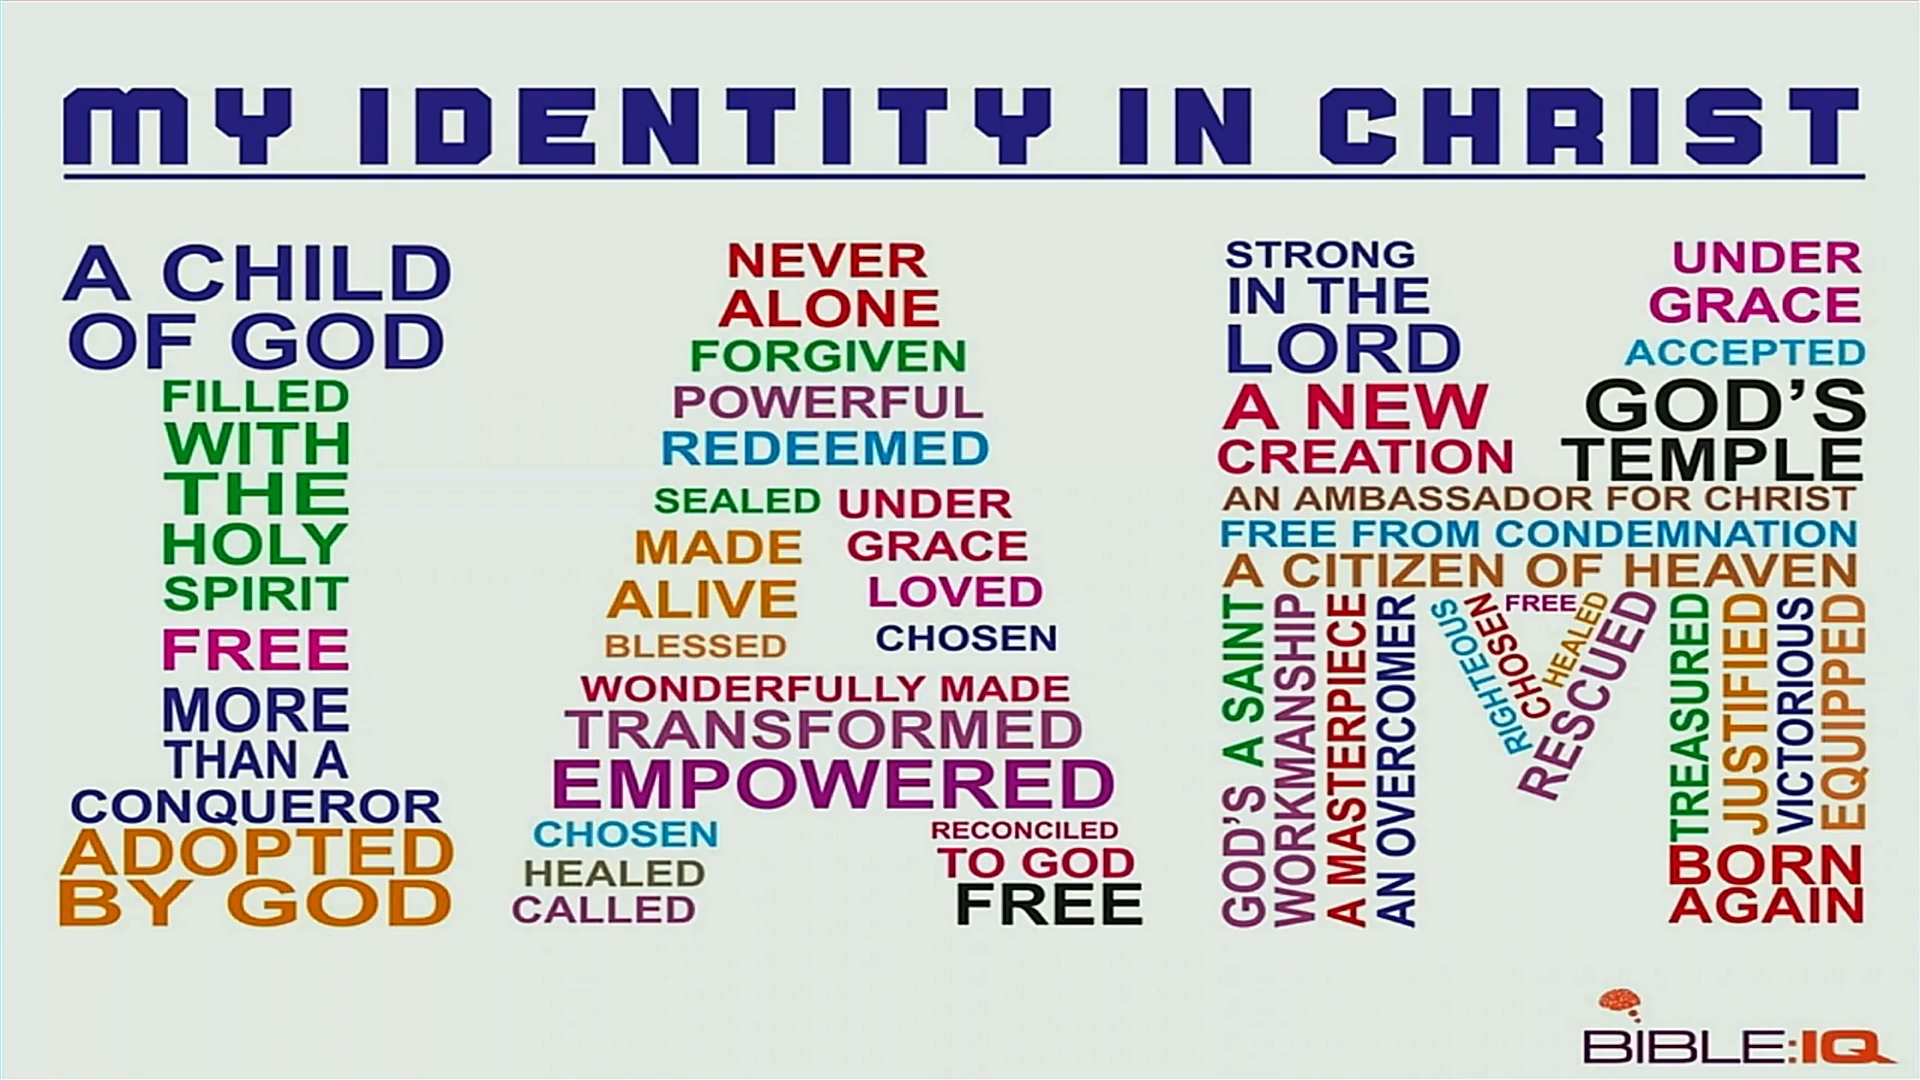 MY IDENTITY IN CHRIST
A CHILD
OF GOD
FILLED
WITH
THE
HOLY
SPIRIT
FREE
MORE
THAN A
CONQUEROR
ADOPTED
BY GOD
NEVER
ALONE
FORGIVEN
POWERFUL
REDEEMED
SEALED
MADE
ALIVE
BLESSED
UNDER
GRACE
LOVED
CHOSEN
WONDERFULLY MADE
TRANSFORMED
EMPOWERED
CHOSEN
HEALED
CALLED
RECONCILED
TO GOD
FREE
STRONG
IN THE
LORD
A NEW
CREATION
UNDER
GRACE
ACCEPTED
GOD'S
TEMPLE
AN AMBASSADOR FOR CHRIST
FREE FROM CONDEMNATION
A CITIZEN OF HEAVEN
A SAINT
GOD'S
WORKMANSHIP
A MASTERPIECE
AN OVERCOMER
RIGHTEOUS
CHOSEN
FREE
HEALED
RESCUED
TREASURED
JUSTIFIED
VICTORIOUS
EQUIPPED
BORN
AGAIN
BIBLE:IQ